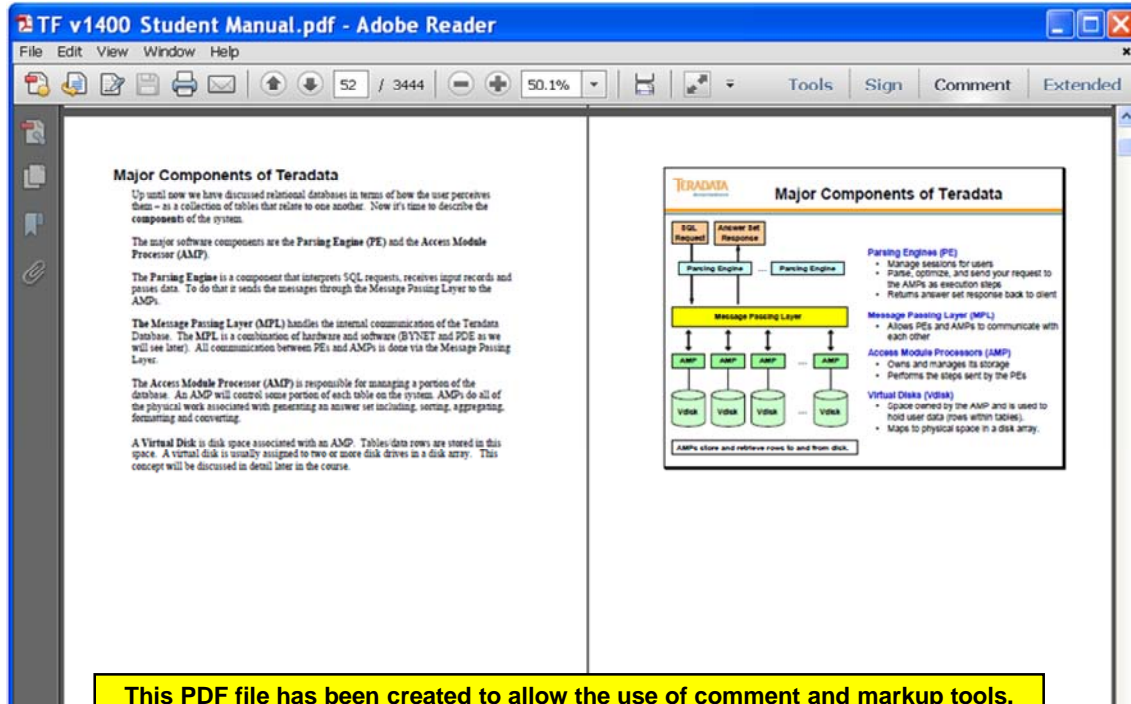 TF v1400 Student Manual.pdf - Adobe Reader
File Edit View Window Help
52 / 3444 50.1% Tools Sign Comment Extended
Major Components of Teradata
Up until now we have discussed relational databases in terms of how the user perceives
them – as a collection of tables that relate to one another. Now it's time to describe the
components of the system.
The major software components are the Parsing Engine (PE) and the Access Module
Processor (AMP).
The Parsing Engine is a component that interprets SQL requests, receives input records and
passes data. To do that it sends the messages through the Message Passing Layer to the
AMPs.
The Message Passing Layer (MPL) handles the internal communication of the Teradata
Database. The MPL is a combination of hardware and software (BYNET and PDE as we
will see later). All communication between PEs and AMPs is done via the Message Passing
Layer.
The Access Module Processor (AMP) is responsible for managing a portion of the
database. An AMP will control some portion of each table on the system. AMPs do all of
the physical work associated with generating an answer set including, sorting, aggregating,
formatting and converting.
A Virtual Disk is disk space associated with an AMP. Tables/data rows are stored in this
space. A virtual disk is usually assigned to two or more disk drives in a disk array. This
concept will be discussed in detail later in the course.
TERADATA
Major Components of Teradata
SQL Request
Answer Set Response
Parsing Engine ... Parsing Engine
Message Passing Layer
AMP AMP AMP ... AMP
Vdisk Vdisk Vdisk ... Vdisk
AMPs store and retrieve rows to and from disk.
Parsing Engines (PE)
• Manage sessions for users
• Parse, optimize, and send your request to
the AMPs as execution steps
• Returns answer set response back to client
Message Passing Layer (MPL)
• Allows PEs and AMPs to communicate with
each other
Access Module Processors (AMP)
• Owns and manages its storage
• Performs the steps sent by the PEs
Virtual Disks (Vdisk)
• Space owned by the AMP and is used to
hold user data (rows within tables).
• Maps to physical space in a disk array.
This PDF file has been created to allow the use of comment and markup tools.